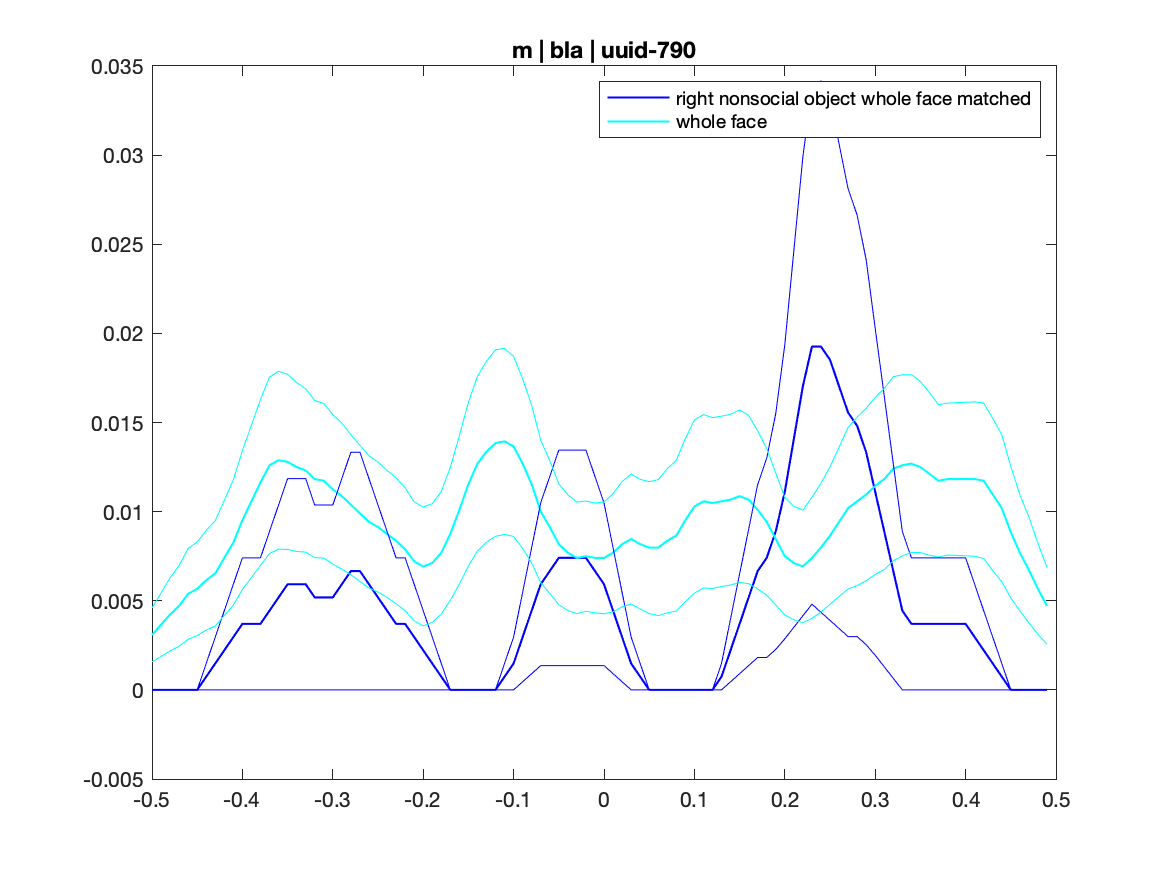 m | bla | uuid-790
0.035
0.03
0.025
0.02
0.015
0.01
0.005
0
-0.005
right nonsocial object whole face matched
whole face
-0.5 -0.4 -0.3 -0.2 -0.1 0 0.1 0.2 0.3 0.4 0.5